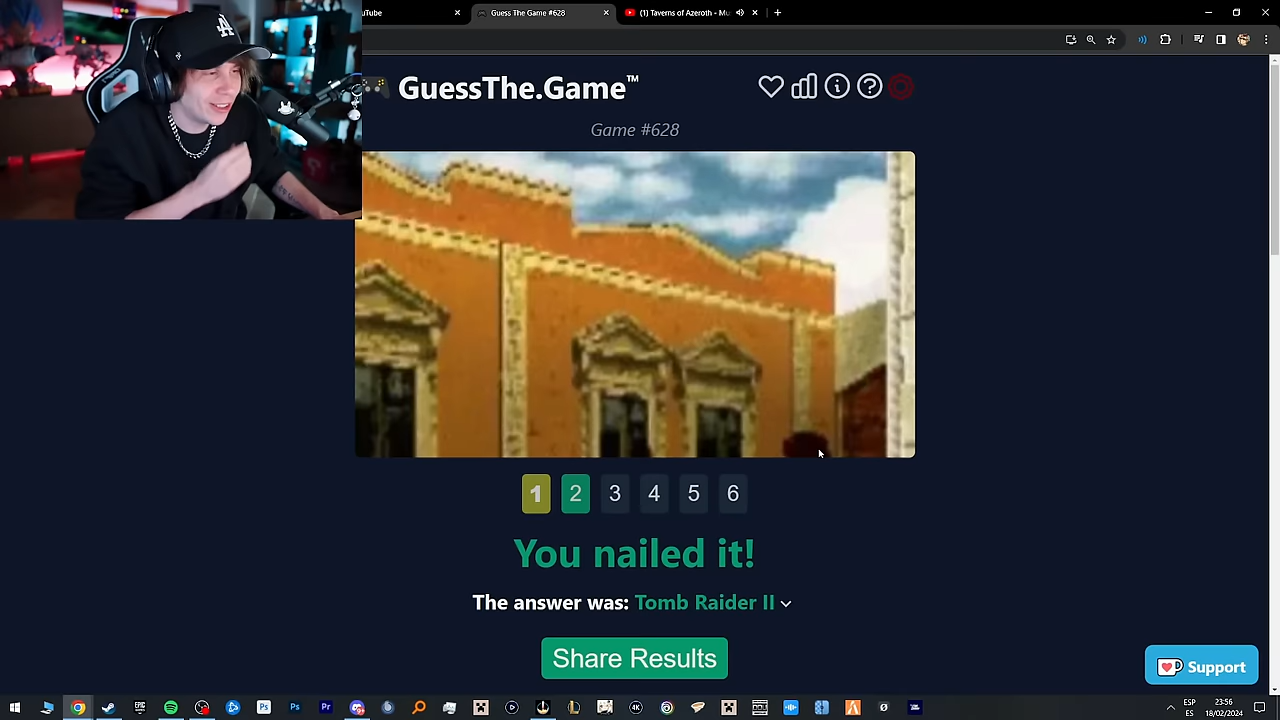 uTube
Guess The Game #628
(1) Taverns of Azeroth - Mu
GuessThe.Game™
Game #628
1 2 3 4 5 6
You nailed it!
The answer was: Tomb Raider II
Share Results
Support
ESP
ES
23:56
18/02/2024